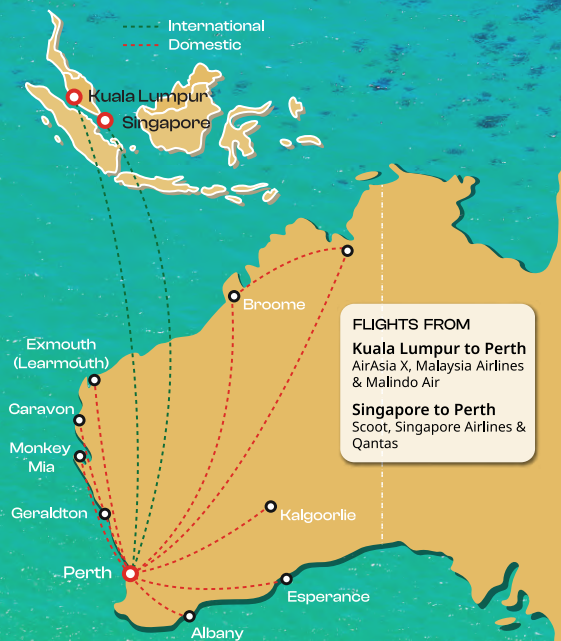 International
Domestic
Kuala Lumpur
Singapore
Broome
FLIGHTS FROM
Kuala Lumpur to Perth
AirAsia X, Malaysia Airlines
& Malindo Air
Singapore to Perth
Scoot, Singapore Airlines &
Qantas
Exmouth
(Learmouth)
Caravon
Monkey
Mia
Geraldton
Kalgoorlie
Perth
Esperance
Albany